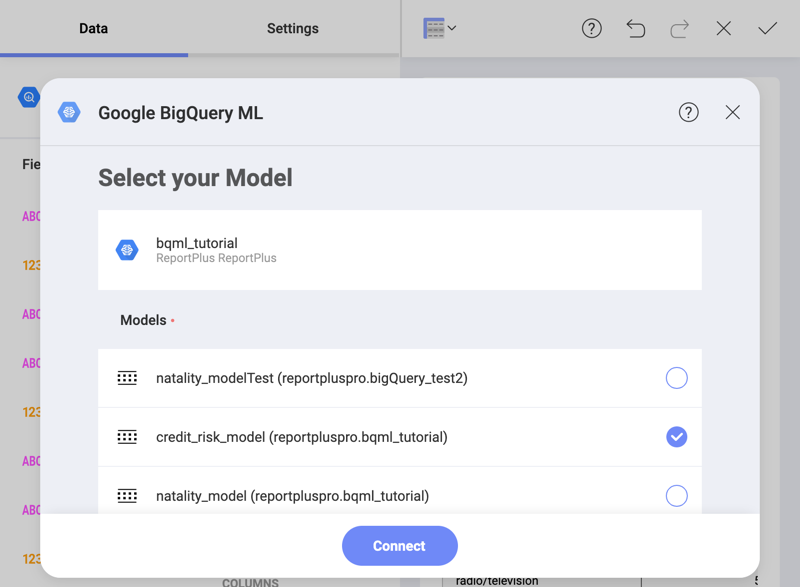 Data
Settings
Google BigQuery ML
Select your Model
bqml_tutorial
ReportPlus ReportPlus
Fie
Models *
ABC
123
ABC
ABC
123
ABC
ABC
123
natality_modelTest (reportpluspro.bigQuery_test2)
credit_risk_model (reportpluspro.bqml_tutorial)
natality_model (reportpluspro.bqml_tutorial)
Connect
COLUMNS
radio/television
5